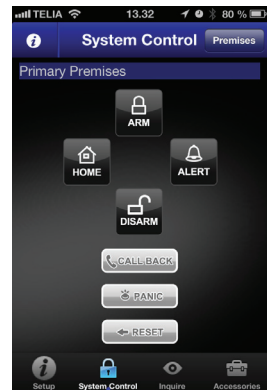 TELIA 13.32 80 %
System Control Premises
Primary Premises
ARM
HOME ALERT
DISARM
CALL BACK
PANIC
RESET
Setup System Control Inquire Accessories